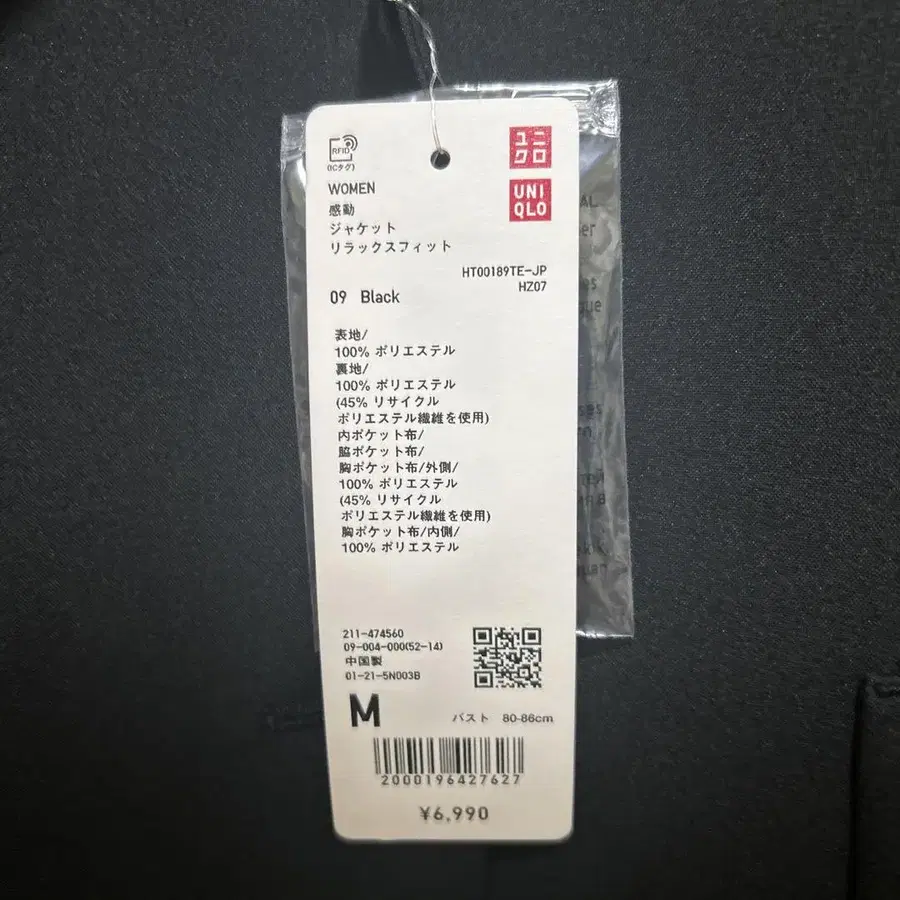 RFID
(ICタグ)
ユニ
クロ
UNI
QLO
WOMEN
感動
ジャケット
リラックスフィット
HT00189TE-JP
HZ07
09 Black
表地/
100% ポリエステル
裏地/
100% ポリエステル
(45% リサイクル
ポリエステル繊維を使用)
内ポケット布/
脇ポケット布/
胸ポケット布/外側/
100% ポリエステル
(45% リサイクル
ポリエステル繊維を使用)
胸ポケット布/内側/
100% ポリエステル
211-474560
09-004-000(52-14)
中国製
01-21-5N003B
M
バスト 80-86cm
2000196427627
¥6,990